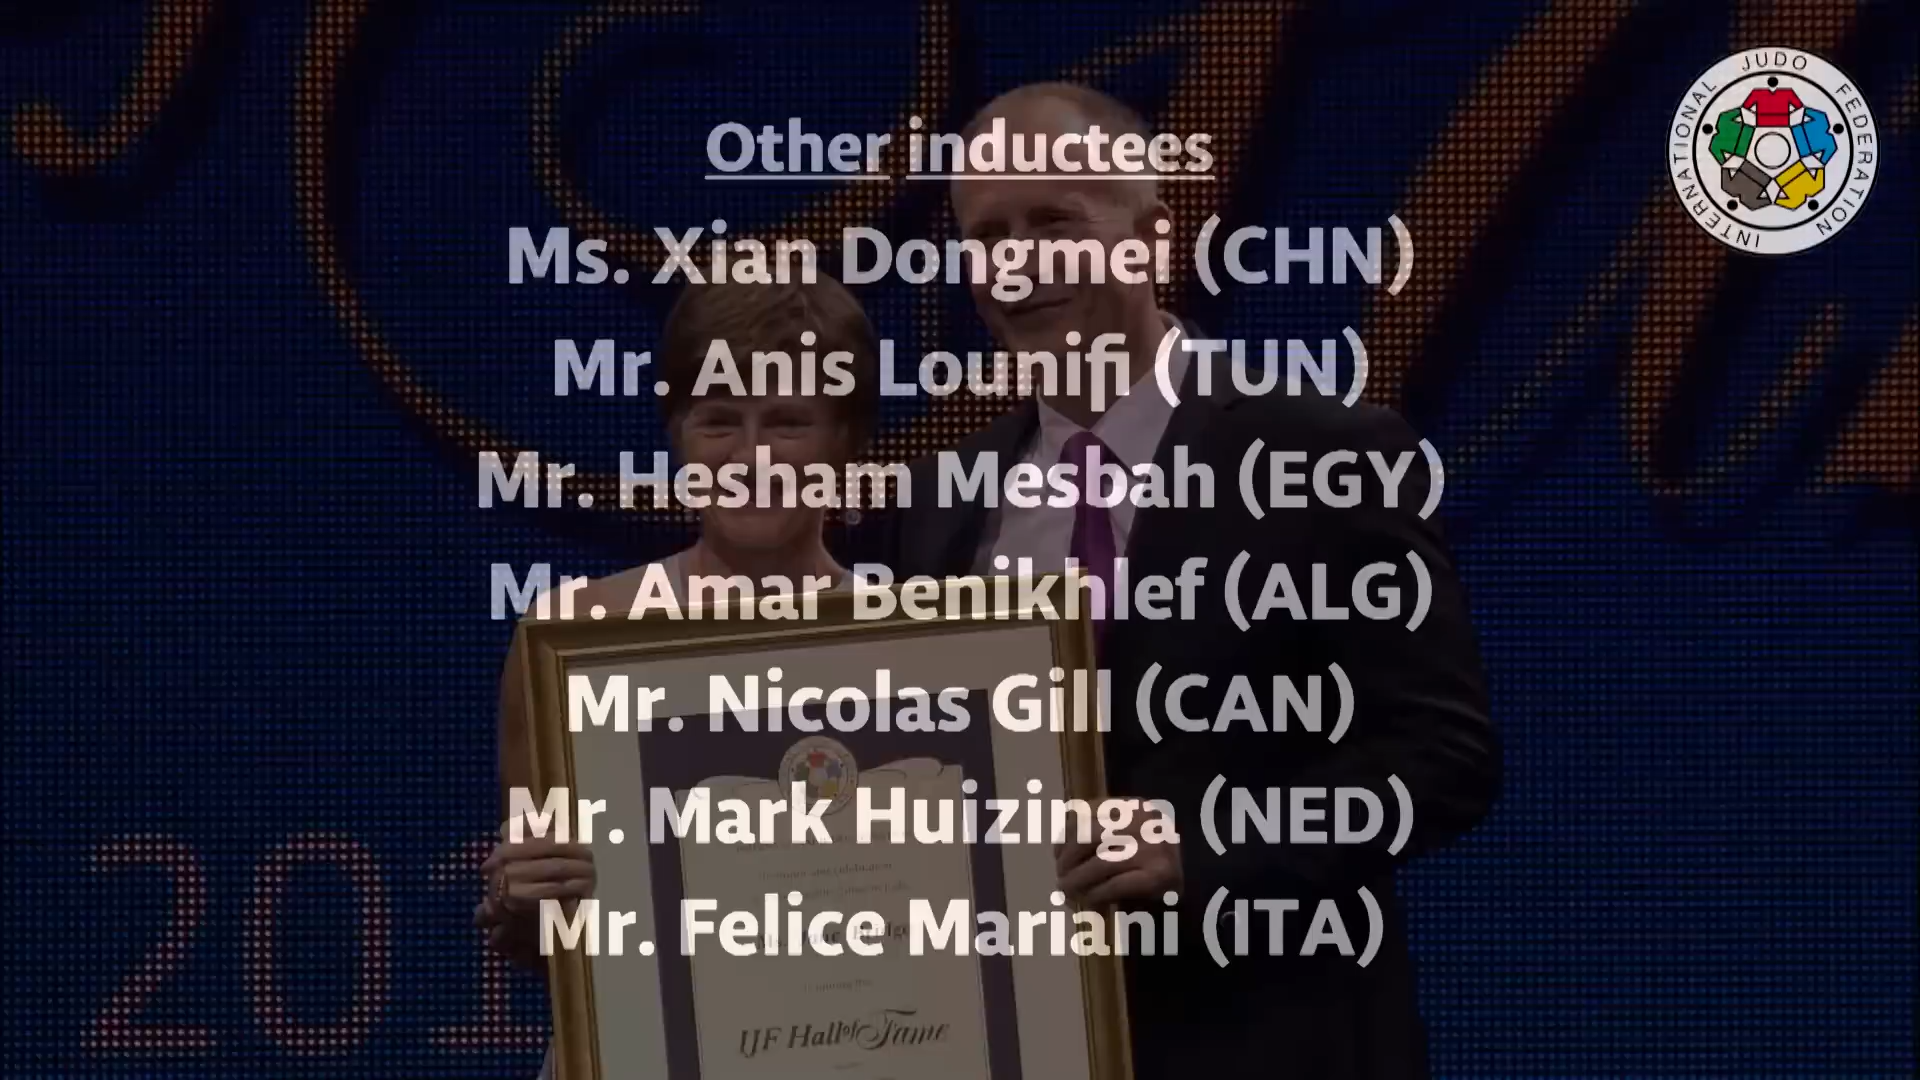 INTERNATIONAL JUDO FEDERATION
Other inductees
Ms. Xian Dongmei (CHN)
Mr. Anis Lounifi (TUN)
Mr. Hesham Mesbah (EGY)
Mr. Amar Benikhlef (ALG)
Mr. Nicolas Gill (CAN)
Mr. Mark Huizinga (NED)
Mr. Felice Mariani (ITA)
201
IJF Hall of Fame